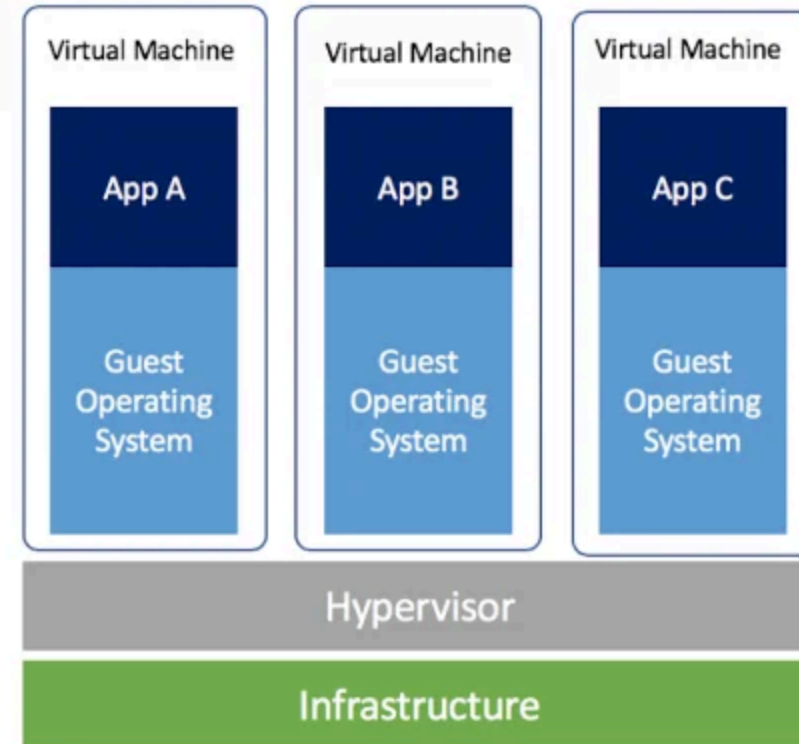 Virtual Machine
Virtual Machine
Virtual Machine
App A
App B
App C
Guest
Operating
System
Guest
Operating
System
Guest
Operating
System
Hypervisor
Infrastructure